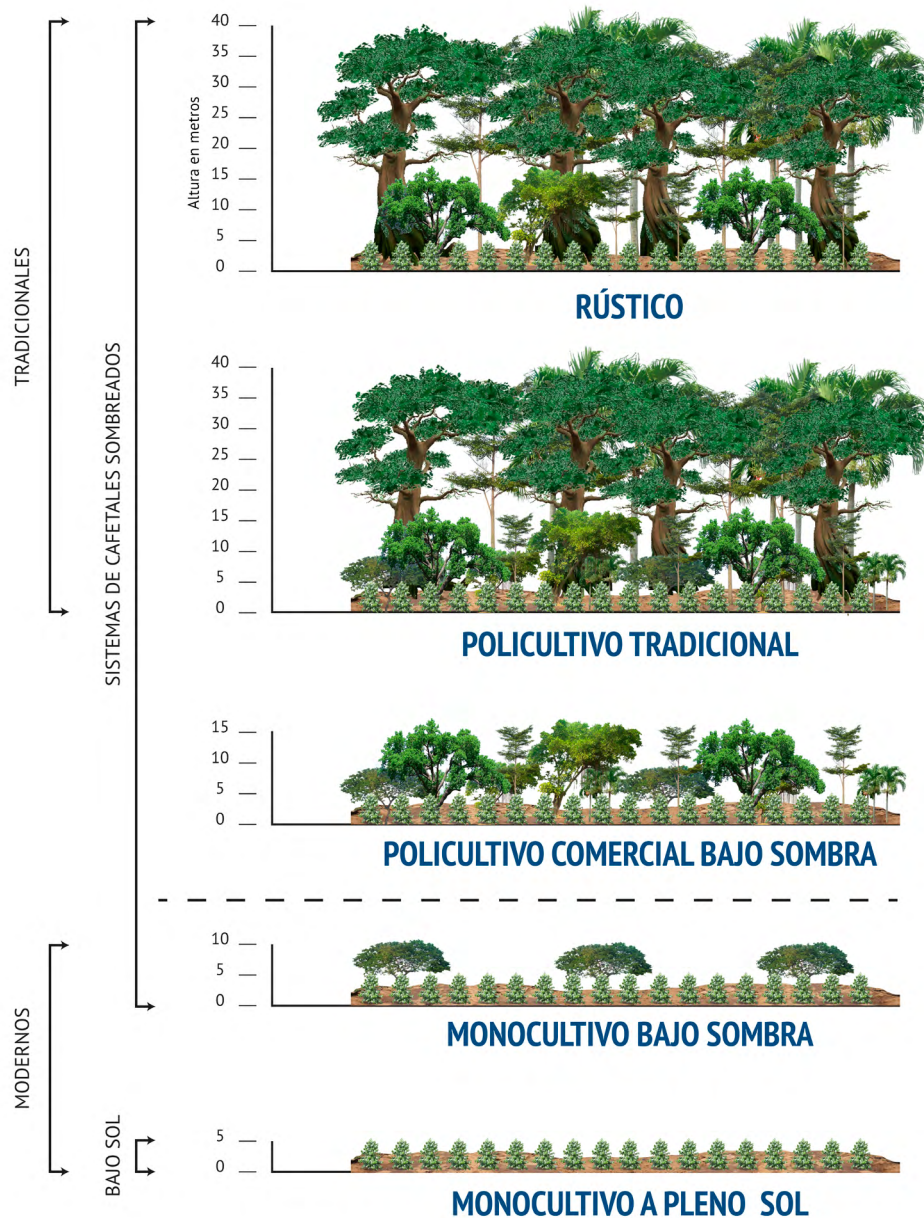 TRADICIONALES
SISTEMAS DE CAFETALES SOMBREADOS
Altura en metros
40
35
30
25
20
15
10
5
0
RÚSTICO
40
35
30
25
20
15
10
5
0
POLICULTIVO TRADICIONAL
15
10
5
0
POLICULTIVO COMERCIAL BAJO SOMBRA
MODERNOS
10
5
0
MONOCULTIVO BAJO SOMBRA
BAJO SOL
5
0
MONOCULTIVO A PLENO SOL